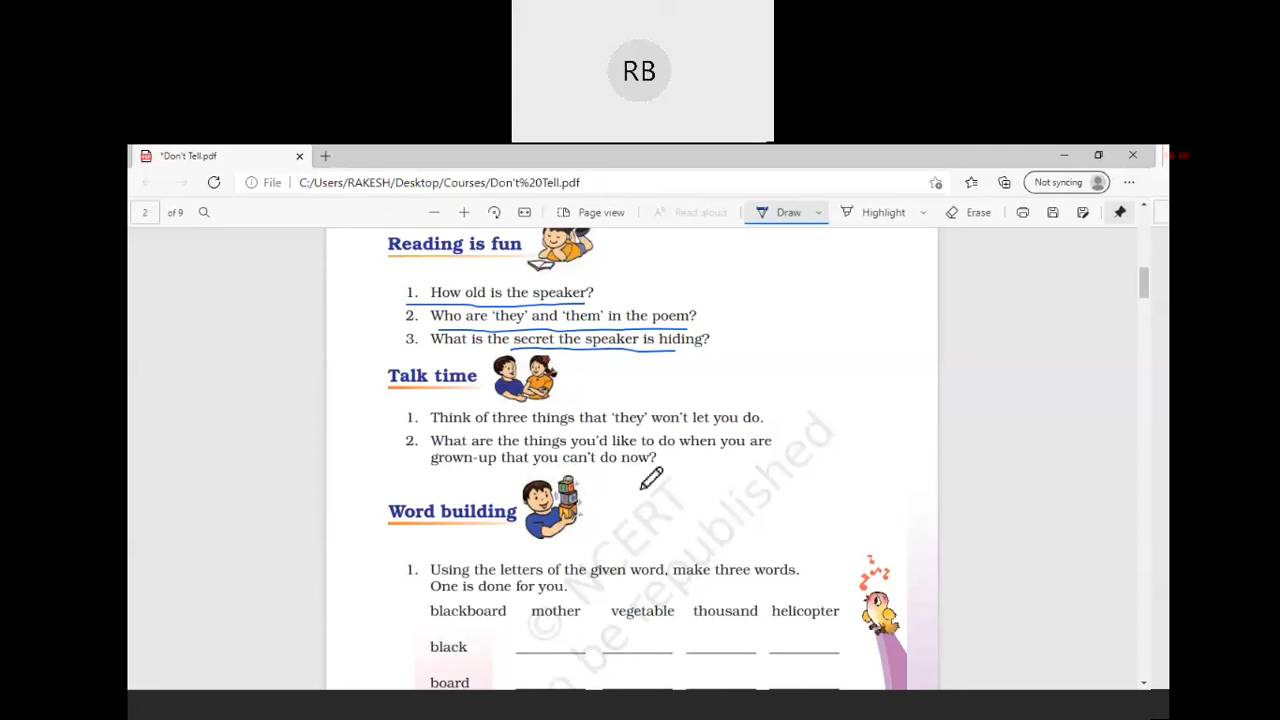 RB
*Don't Tell.pdf
File C:/Users/RAKESH/Desktop/Courses/Don't%20Tell.pdf Not syncing
2 of 9 Page view Read aloud Draw Highlight Erase
Reading is fun
1. How old is the speaker?
2. Who are 'they' and 'them' in the poem?
3. What is the secret the speaker is hiding?
Talk time
1. Think of three things that 'they' won't let you do.
2. What are the things you'd like to do when you are
grown-up that you can't do now?
Word building
1. Using the letters of the given word, make three words.
One is done for you.
blackboard mother vegetable thousand helicopter
black
board
© NCERT
be republished